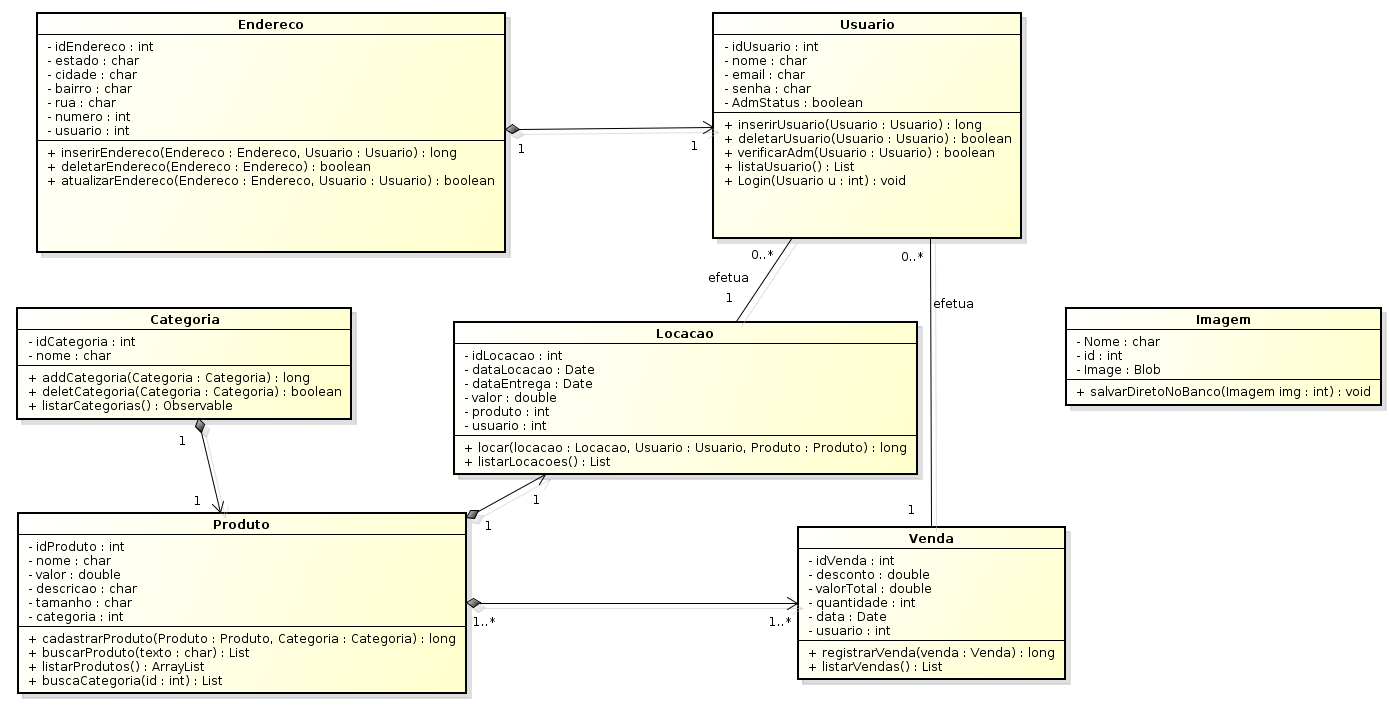 Endereco
- idEndereco : int
- estado : char
- cidade : char
- bairro : char
- rua : char
- numero : int
- usuario : int
+ inserirEndereco(Endereco : Endereco, Usuario : Usuario) : long
+ deletarEndereco(Endereco : Endereco) : boolean
+ atualizarEndereco(Endereco : Endereco, Usuario : Usuario) : boolean
1
1
Usuario
- idUsuario : int
- nome : char
- email : char
- senha : char
- AdmStatus : boolean
+ inserirUsuario(Usuario : Usuario) : long
+ deletarUsuario(Usuario : Usuario) : boolean
+ verificarAdm(Usuario : Usuario) : boolean
+ listaUsuario() : List
+ Login(Usuario u : int) : void
0..*
efetua
1
0..*
efetua
1
Categoria
- idCategoria : int
- nome : char
+ addCategoria(Categoria : Categoria) : long
+ deletCategoria(Categoria : Categoria) : boolean
+ listarCategorias() : Observable
1
1
Locacao
- idLocacao : int
- dataLocacao : Date
- dataEntrega : Date
- valor : double
- produto : int
- usuario : int
+ locar(locacao : Locacao, Usuario : Usuario, Produto : Produto) : long
+ listarLocacoes() : List
1
1
Imagem
- Nome : char
- id : int
- Image : Blob
+ salvarDiretoNoBanco(Imagem img : int) : void
Produto
- idProduto : int
- nome : char
- valor : double
- descricao : char
- tamanho : char
- categoria : int
+ cadastrarProduto(Produto : Produto, Categoria : Categoria) : long
+ buscarProduto(texto : char) : List
+ listarProdutos() : ArrayList
+ buscaCategoria(id : int) : List
1..*
1..*
Venda
- idVenda : int
- desconto : double
- valorTotal : double
- quantidade : int
- data : Date
- usuario : int
+ registrarVenda(venda : Venda) : long
+ listarVendas() : List